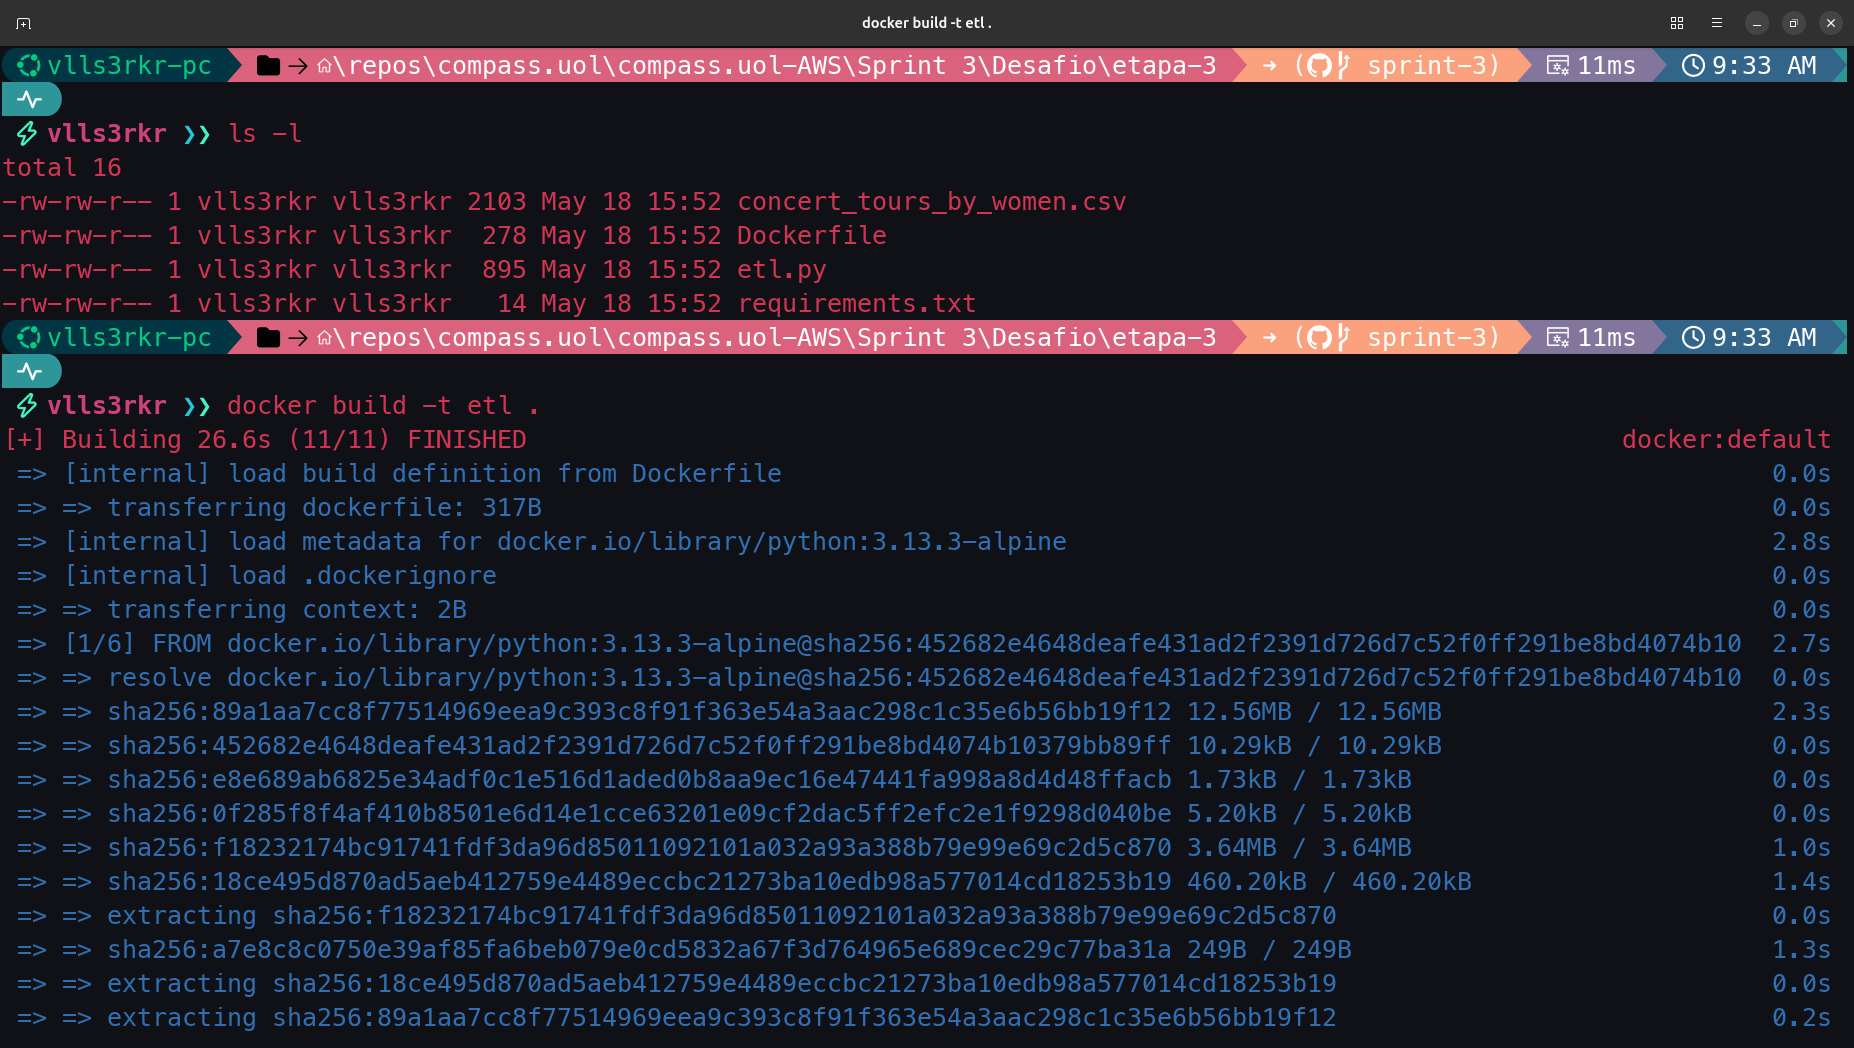 docker build -t etl .
vlls3rkr-pc → \repos\compass.uol\compass.uol-AWS\Sprint 3\Desafio\etapa-3 → ( sprint-3) 11ms 9:33 AM
vlls3rkr ❯❯ ls -l
total 16
-rw-rw-r-- 1 vlls3rkr vlls3rkr 2103 May 18 15:52 concert_tours_by_women.csv
-rw-rw-r-- 1 vlls3rkr vlls3rkr  278 May 18 15:52 Dockerfile
-rw-rw-r-- 1 vlls3rkr vlls3rkr  895 May 18 15:52 etl.py
-rw-rw-r-- 1 vlls3rkr vlls3rkr   14 May 18 15:52 requirements.txt
vlls3rkr-pc → \repos\compass.uol\compass.uol-AWS\Sprint 3\Desafio\etapa-3 → ( sprint-3) 11ms 9:33 AM
vlls3rkr ❯❯ docker build -t etl .
[+] Building 26.6s (11/11) FINISHED docker:default
=> [internal] load build definition from Dockerfile 0.0s
=> => transferring dockerfile: 317B 0.0s
=> [internal] load metadata for docker.io/library/python:3.13.3-alpine 2.8s
=> [internal] load .dockerignore 0.0s
=> => transferring context: 2B 0.0s
=> [1/6] FROM docker.io/library/python:3.13.3-alpine@sha256:452682e4648deafe431ad2f2391d726d7c52f0ff291be8bd4074b10 2.7s
=> => resolve docker.io/library/python:3.13.3-alpine@sha256:452682e4648deafe431ad2f2391d726d7c52f0ff291be8bd4074b10 0.0s
=> => sha256:89a1aa7cc8f77514969eea9c393c8f91f363e54a3aac298c1c35e6b56bb19f12 12.56MB / 12.56MB 2.3s
=> => sha256:452682e4648deafe431ad2f2391d726d7c52f0ff291be8bd4074b10379bb89ff 10.29kB / 10.29kB 0.0s
=> => sha256:e8e689ab6825e34adf0c1e516d1aded0b8aa9ec16e47441fa998a8d4d48ffacb 1.73kB / 1.73kB 0.0s
=> => sha256:0f285f8f4af410b8501e6d14e1cce63201e09cf2dac5ff2efc2e1f9298d040be 5.20kB / 5.20kB 0.0s
=> => sha256:f18232174bc91741fdf3da96d85011092101a032a93a388b79e99e69c2d5c870 3.64MB / 3.64MB 1.0s
=> => sha256:18ce495d870ad5aeb412759e4489eccbc21273ba10edb98a577014cd18253b19 460.20kB / 460.20kB 1.4s
=> => extracting sha256:f18232174bc91741fdf3da96d85011092101a032a93a388b79e99e69c2d5c870 0.0s
=> => sha256:a7e8c8c0750e39af85fa6beb079e0cd5832a67f3d764965e689cec29c77ba31a 249B / 249B 1.3s
=> => extracting sha256:18ce495d870ad5aeb412759e4489eccbc21273ba10edb98a577014cd18253b19 0.0s
=> => extracting sha256:89a1aa7cc8f77514969eea9c393c8f91f363e54a3aac298c1c35e6b56bb19f12 0.2s